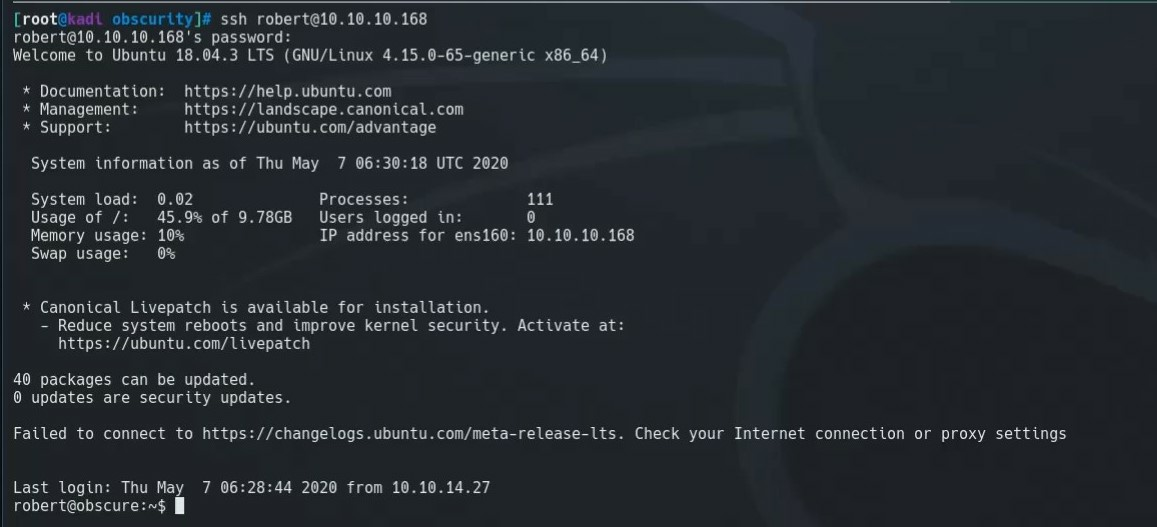 [root@kadi obscurity]# ssh robert@10.10.10.168
robert@10.10.10.168's password:
Welcome to Ubuntu 18.04.3 LTS (GNU/Linux 4.15.0-65-generic x86_64)
* Documentation:  https://help.ubuntu.com
* Management:     https://landscape.canonical.com
* Support:        https://ubuntu.com/advantage
System information as of Thu May  7 06:30:18 UTC 2020
System load:  0.02              Processes:           111
Usage of /:   45.9% of 9.78GB   Users logged in:     0
Memory usage: 10%               IP address for ens160: 10.10.10.168
Swap usage:   0%
* Canonical Livepatch is available for installation.
- Reduce system reboots and improve kernel security. Activate at:
https://ubuntu.com/livepatch
40 packages can be updated.
0 updates are security updates.
Failed to connect to https://changelogs.ubuntu.com/meta-release-lts. Check your Internet connection or proxy settings
Last login: Thu May  7 06:28:44 2020 from 10.10.14.27
robert@obscure:~$